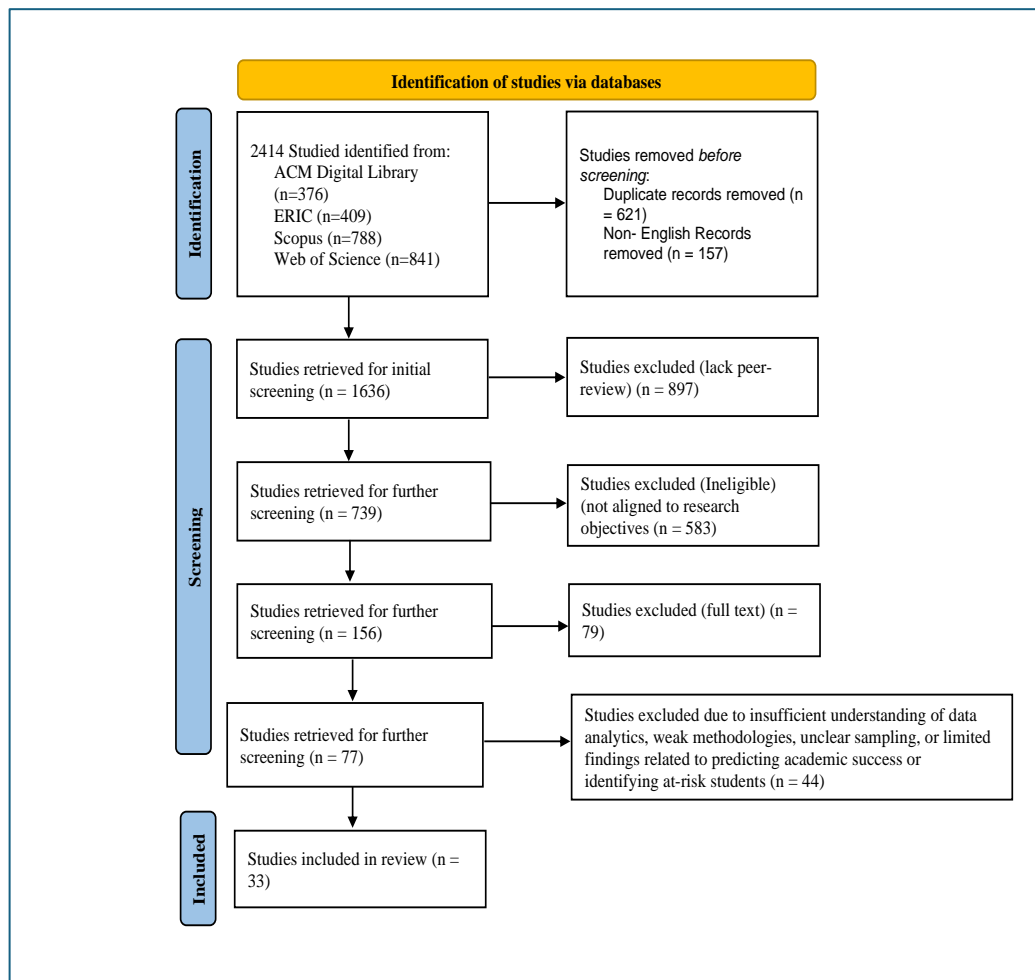 Identification of studies via databases
Identification
2414 Studied identified from:
ACM Digital Library
(n=376)
ERIC (n=409)
Scopus (n=788)
Web of Science (n=841)
Studies removed before
screening:
Duplicate records removed (n
= 621)
Non- English Records
removed (n = 157)
Screening
Studies retrieved for initial
screening (n = 1636)
Studies excluded (lack peer-
review) (n = 897)
Studies retrieved for further
screening (n = 739)
Studies excluded (Ineligible)
(not aligned to research
objectives (n = 583)
Studies retrieved for further
screening (n = 156)
Studies excluded (full text) (n =
79)
Studies retrieved for further
screening (n = 77)
Studies excluded due to insufficient understanding of data
analytics, weak methodologies, unclear sampling, or limited
findings related to predicting academic success or
identifying at-risk students (n = 44)
Included
Studies included in review (n =
33)